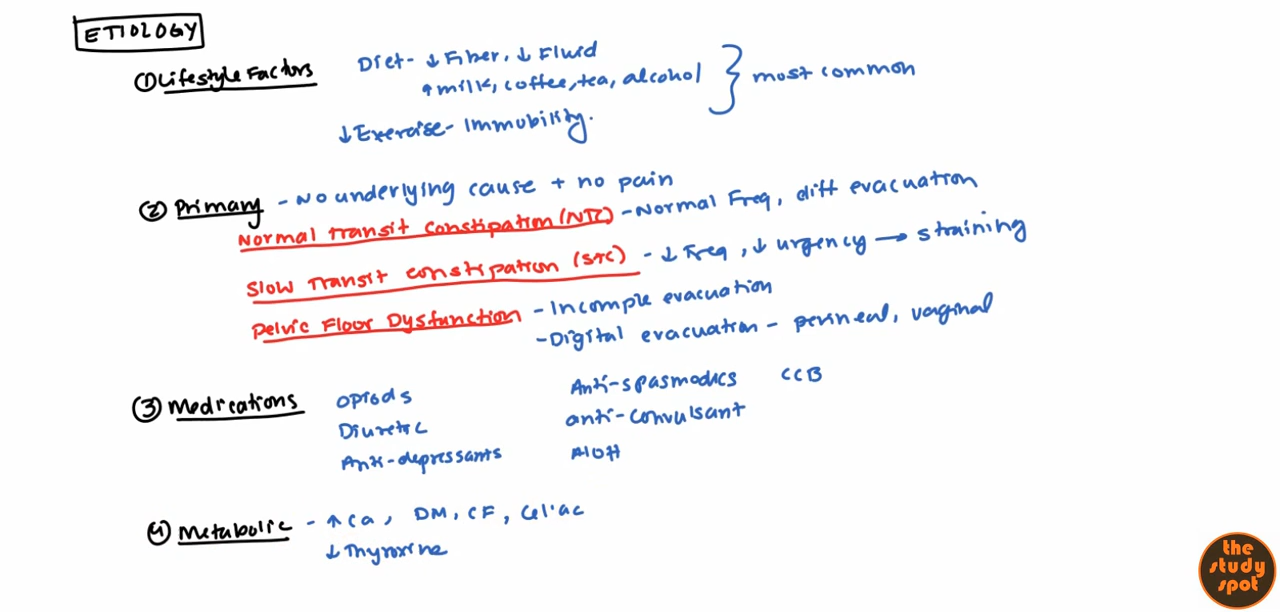 ETIOLOGY
① Lifestyle Factors
Diet - ↓ Fiber, ↓ Fluid
↑ milk, coffee, tea, alcohol } most common
↓ Exercise - Immobility.
② Primary - No underlying cause + no pain
Normal Transit Constipation (NTC) - Normal Freq, diff evacuation
Slow Transit constipation (STC) - ↓ Freq, ↓ urgency → straining
Pelvic Floor Dysfunction - Incomple evacuation
- Digital evacuation - perineal, vaginal
③ Medications
opiods Anti-spasmodics CCB
Diuretic anti-convulsant
Anti-depressants AlOH
④ Metabolic - ↑ Ca, DM, CF, Celiac
↓ Thyroxine
the
study
spot